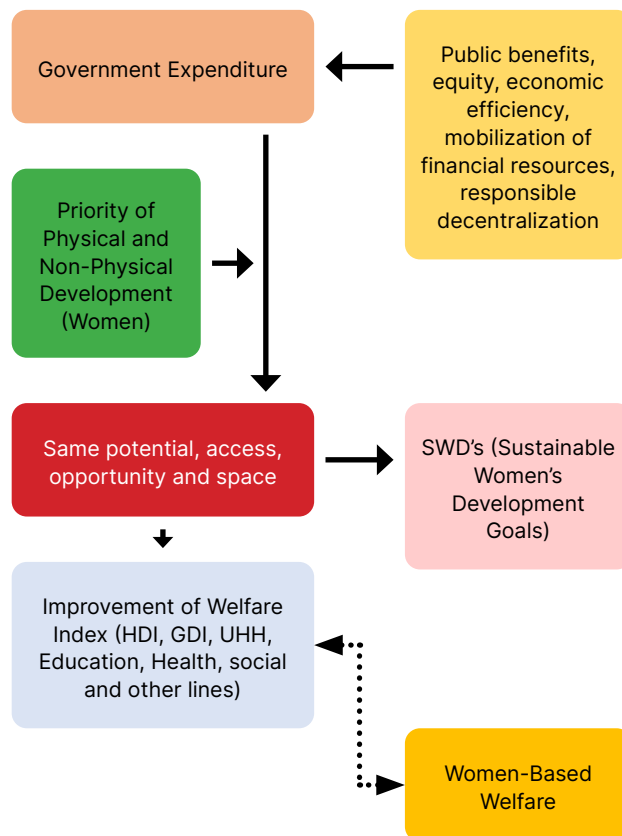 Government Expenditure
Public benefits,
equity, economic
efficiency,
mobilization of
financial resources,
responsible
decentralization
Priority of
Physical and
Non-Physical
Development
(Women)
Same potential, access,
opportunity and space
SWD’s (Sustainable
Women’s
Development
Goals)
Improvement of Welfare
Index (HDI, GDI, UHH,
Education, Health, social
and other lines)
Women-Based
Welfare